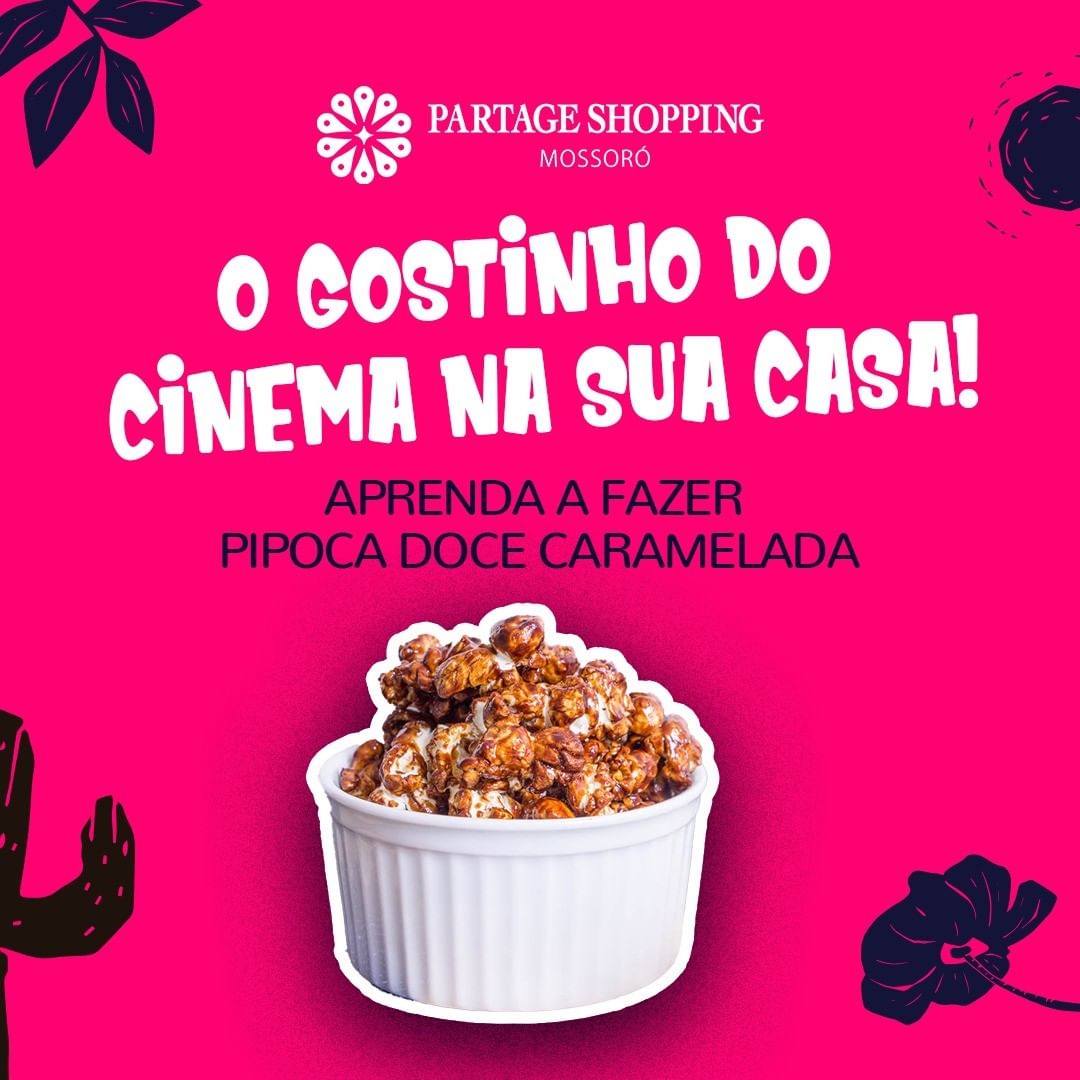 PARTAGE SHOPPING
MOSSORÓ
O GOSTINHO DO
CINEMA NA SUA CASA!
APRENDA A FAZER
PIPOCA DOCE CARAMELADA